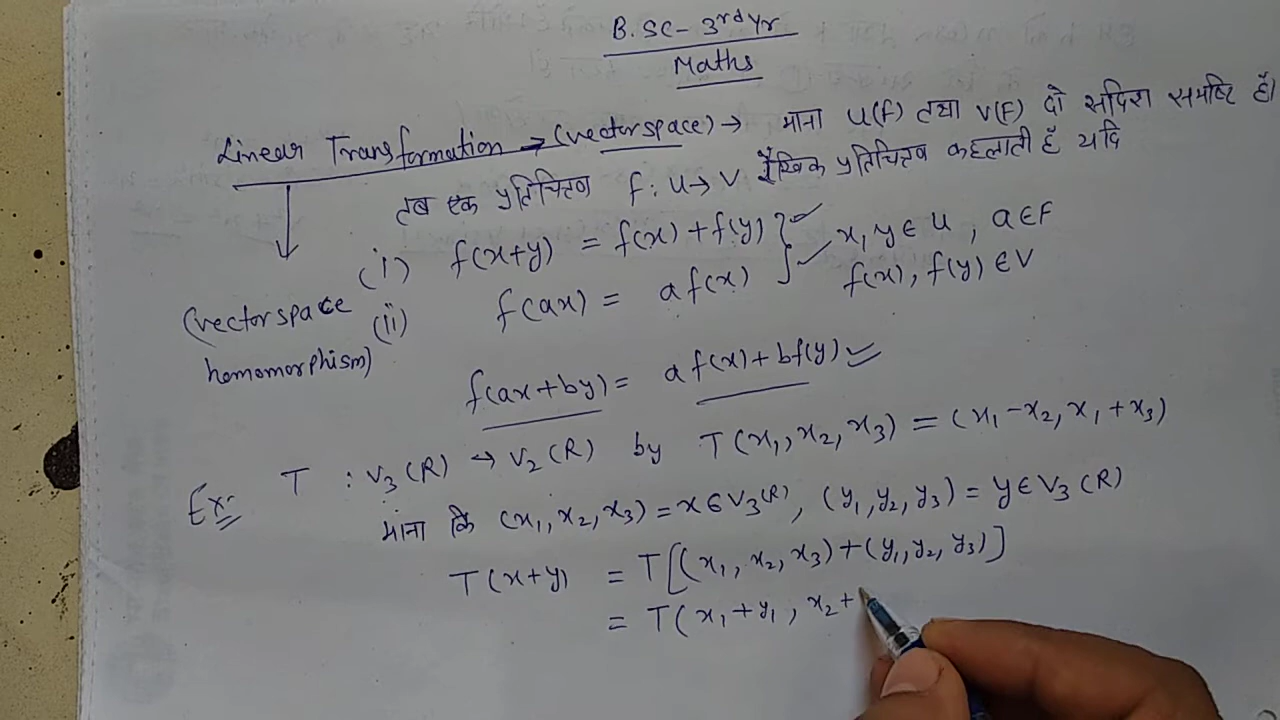 B.SC- 3rd Yr
Maths
Linear Transformation → (vectorspace) → माना U(F) तथा V(F) दो सदिश समष्टि हैं।
तब एक प्रतिचित्रण f: U→V रैखिक प्रतिचित्रण कहलाती हैं यदि
(i) f(x+y) = f(x)+f(y) } x, y ∈ U, a∈F
(vectorspace (ii) f(ax) = a f(x) f(x), f(y) ∈ V
homomorphism)
f(ax+by) = a f(x)+bf(y)
Ex:- T : V₃(R) → V₂(R) by T(x₁, x₂, x₃) = (x₁-x₂, x₁+x₃)
माना कि (x₁, x₂, x₃) = x ∈ V₃(R), (y₁, y₂, y₃) = y ∈ V₃(R)
T(x+y) = T[(x₁, x₂, x₃)+(y₁, y₂, y₃)]
= T(x₁+y₁, x₂+